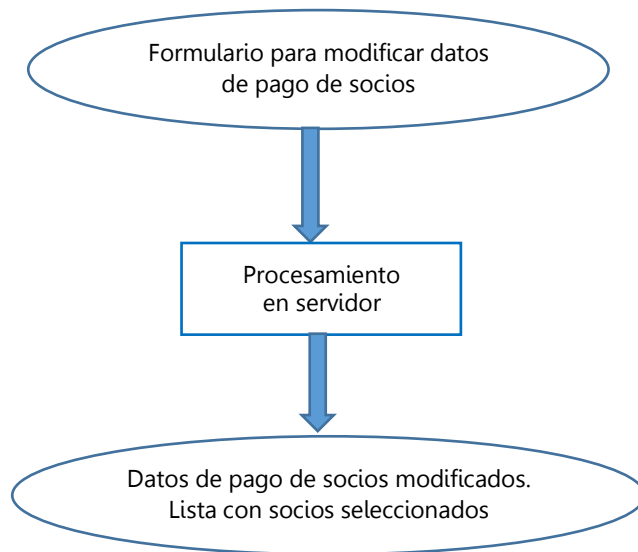 Formulario para modificar datos
de pago de socios
Procesamiento
en servidor
Datos de pago de socios modificados.
Lista con socios seleccionados